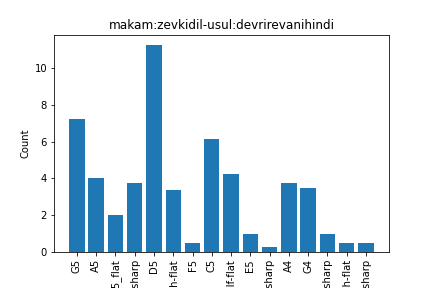 makam:zevkidil-usul:devrirevanihindi
Count
10
8
6
4
2
0
G5
A5
5_flat
sharp
D5
h-flat
F5
C5
lf-flat
E5
sharp
A4
G4
sharp
h-flat
sharp